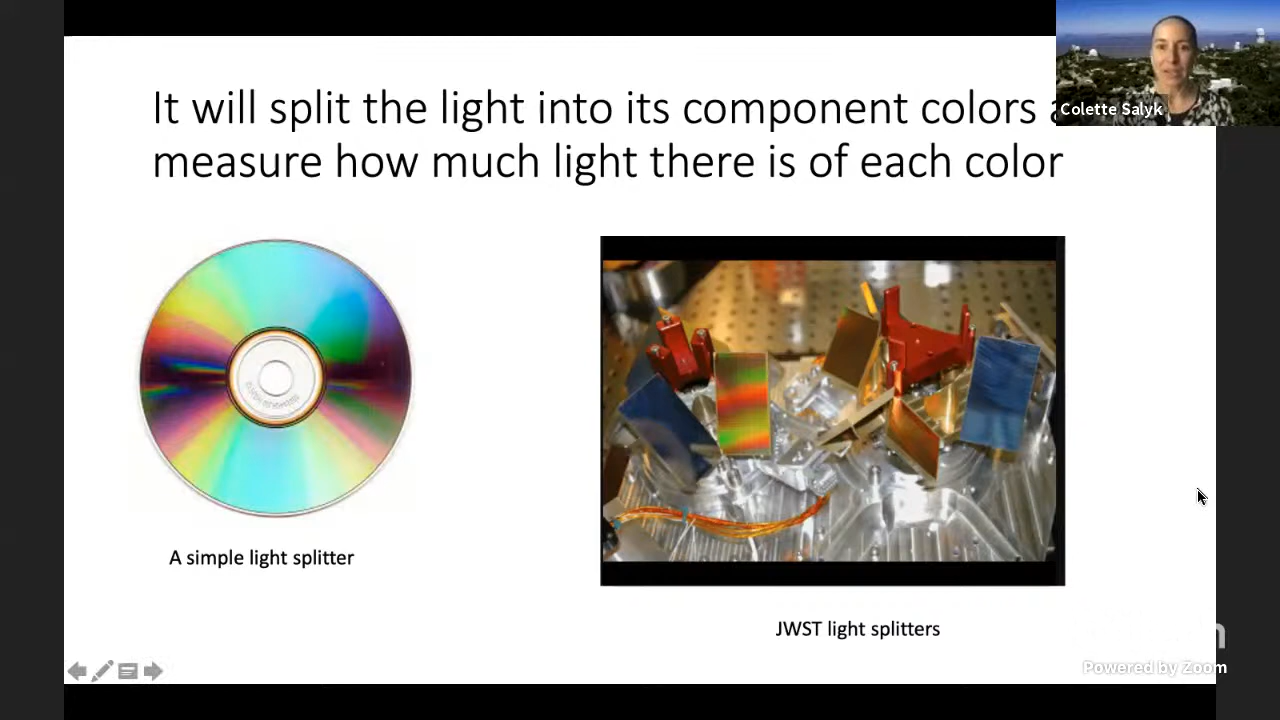 It will split the light into its component colors
measure how much light there is of each color
Colette Salyk
A simple light splitter
JWST light splitters
Powered by Zoom